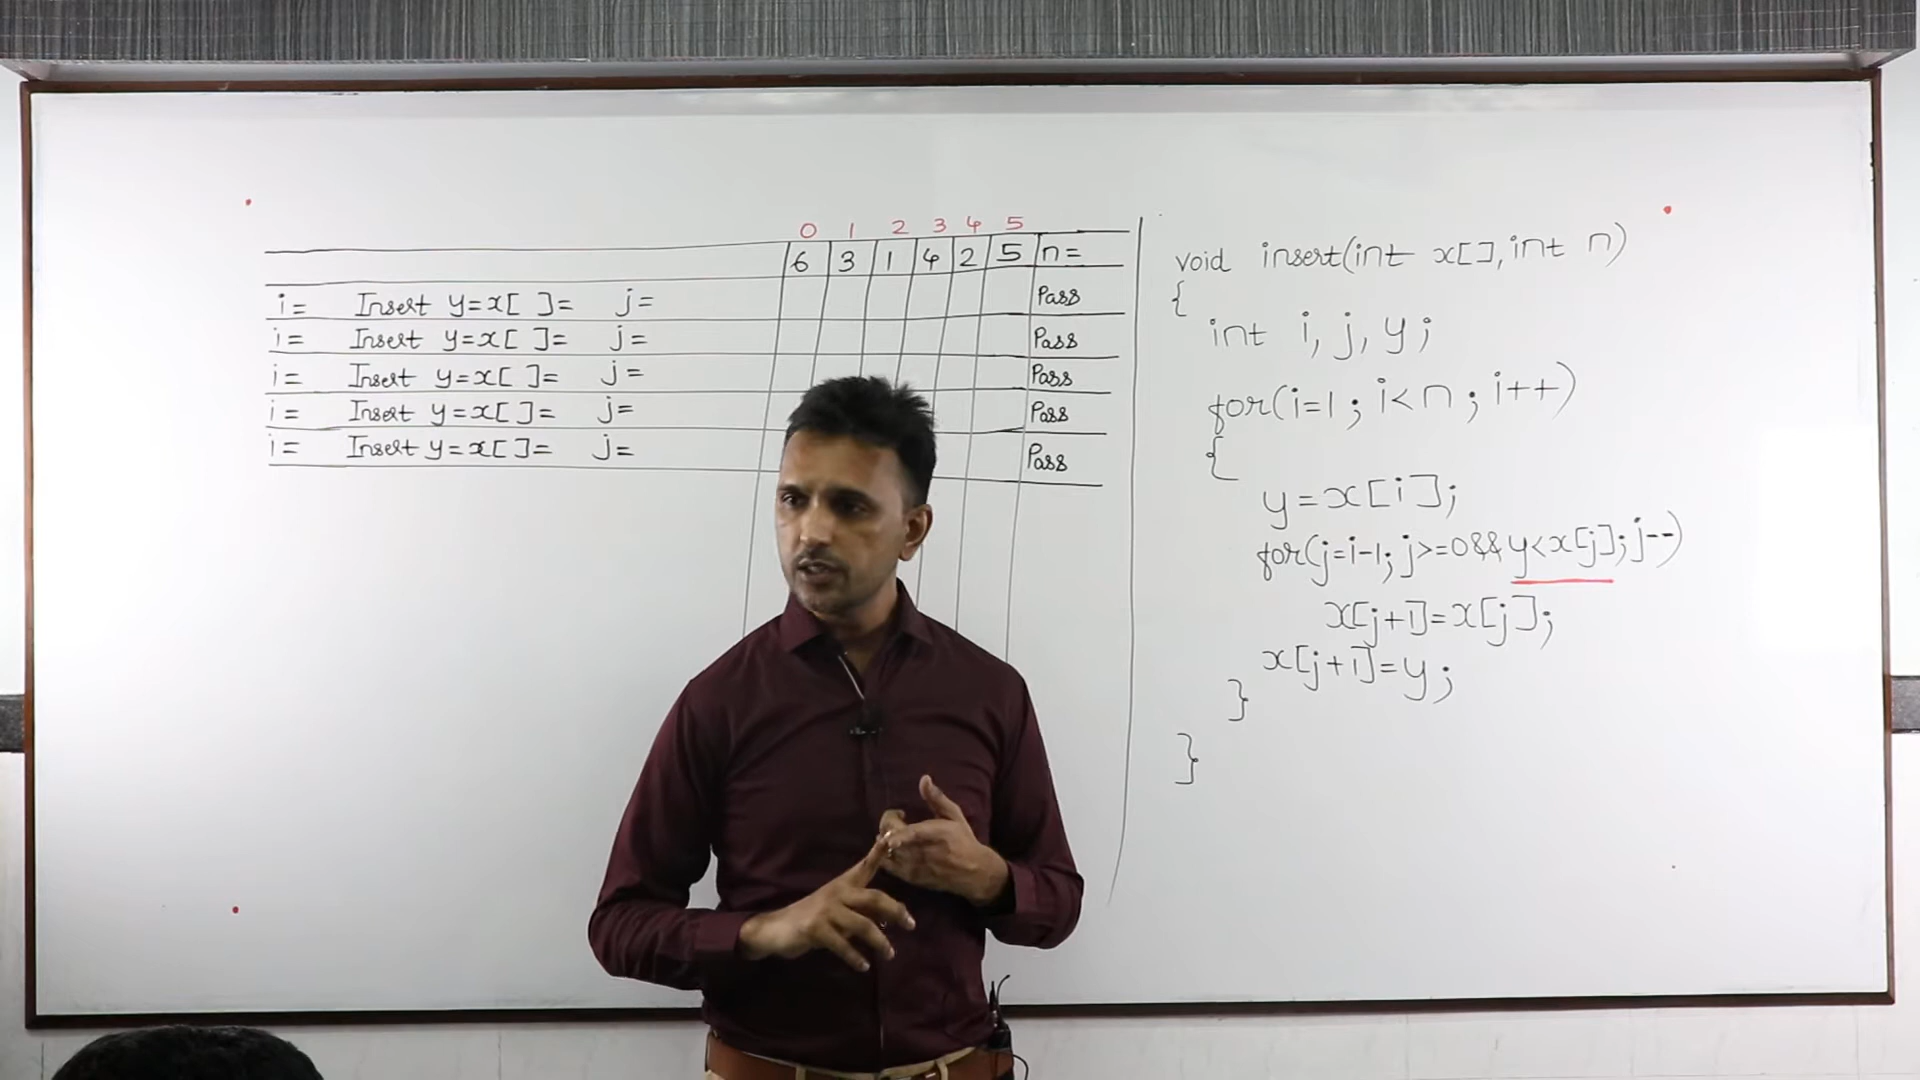 0 1 2 3 4 5
6 3 1 4 2 5 n=
i= Insert y=x[ ]= j= Pass
i= Insert y=x[ ]= j= Pass
i= Insert y=x[ ]= j= Pass
i= Insert y=x[ ]= j= Pass
i= Insert y=x[ ]= j= Pass
void insert(int x[],int n)
{
int i, j, y;
for(i=1; i<n; i++)
{
y=x[i];
for(j=i-1; j>=0&&y<x[j]; j--)
x[j+1]=x[j];
x[j+1]=y;
}
}